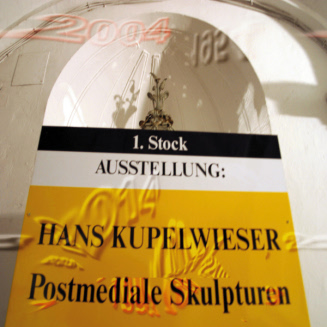 2004
1. Stock
AUSSTELLUNG:
HANS KUPELWIESER
Postmediale Skulpturen